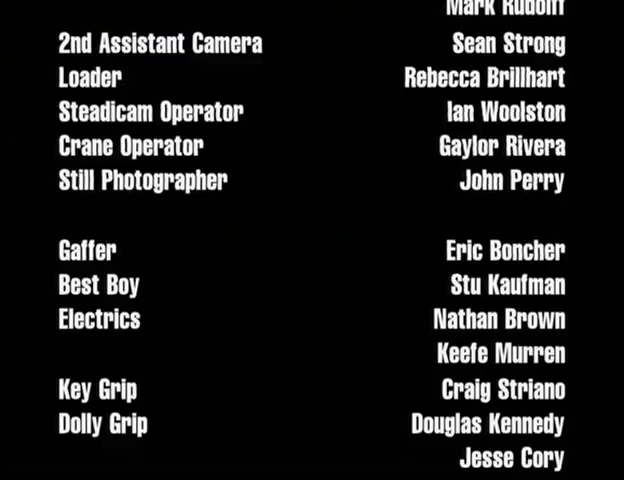 Mark Rudolff
2nd Assistant Camera Sean Strong
Loader Rebecca Brillhart
Steadicam Operator Ian Woolston
Crane Operator Gaylor Rivera
Still Photographer John Perry
Gaffer Eric Boncher
Best Boy Stu Kaufman
Electrics Nathan Brown
Keefe Murren
Key Grip Craig Striano
Dolly Grip Douglas Kennedy
Jesse Cory